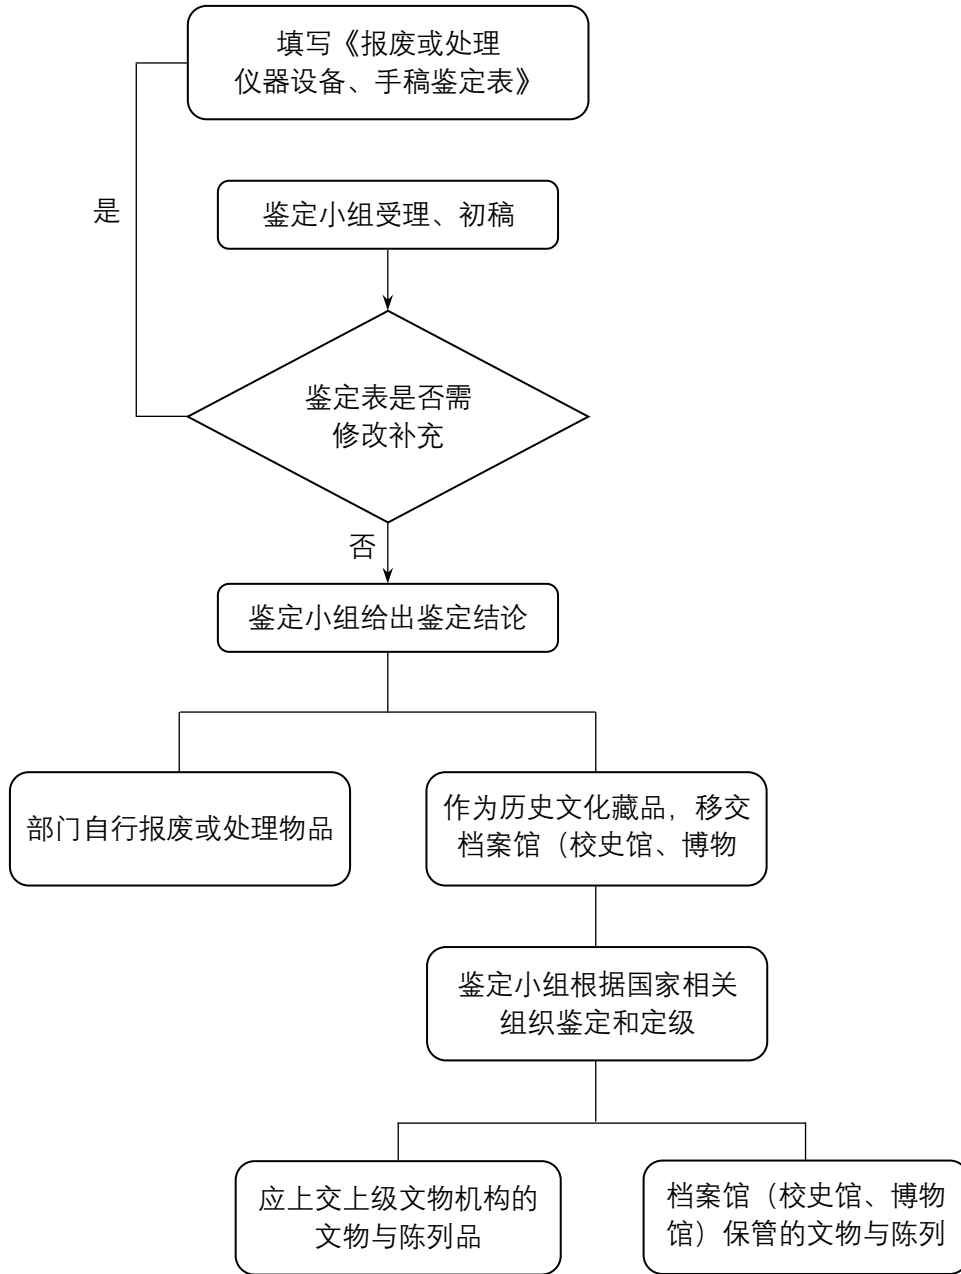 填写《报废或处理
仪器设备、手稿鉴定表》
是
鉴定小组受理、初稿
鉴定表是否需
修改补充
否
鉴定小组给出鉴定结论
部门自行报废或处理物品
作为历史文化藏品，移交
档案馆（校史馆、博物
鉴定小组根据国家相关
组织鉴定和定级
应上交上级文物机构的
文物与陈列品
档案馆（校史馆、博物
馆）保管的文物与陈列